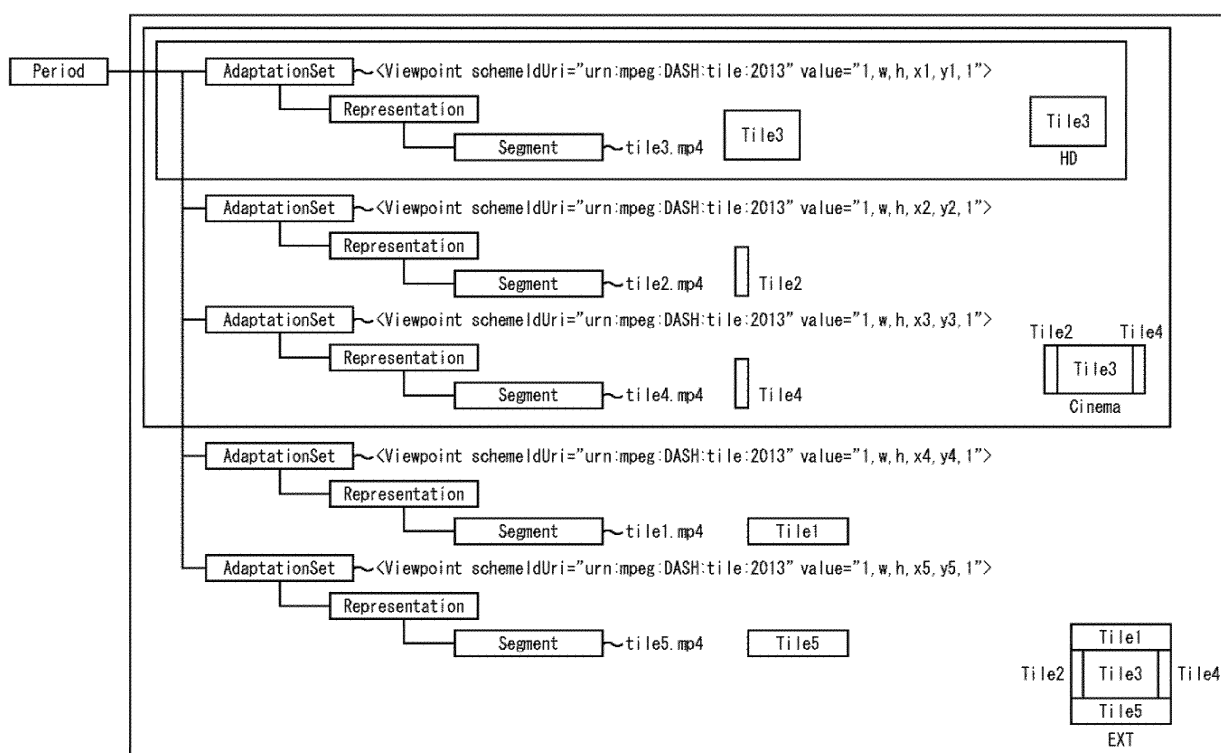 Period
AdaptationSet
<Viewpoint schemeIdUri="urn:mpeg:DASH:tile:2013" value="1,w,h,x1,y1,1">
Representation
Segment
tile3.mp4
Tile3
Tile3
HD
AdaptationSet
<Viewpoint schemeIdUri="urn:mpeg:DASH:tile:2013" value="1,w,h,x2,y2,1">
Representation
Segment
tile2.mp4
Tile2
AdaptationSet
<Viewpoint schemeIdUri="urn:mpeg:DASH:tile:2013" value="1,w,h,x3,y3,1">
Representation
Segment
tile4.mp4
Tile4
Tile2
Tile4
Tile3
Cinema
AdaptationSet
<Viewpoint schemeIdUri="urn:mpeg:DASH:tile:2013" value="1,w,h,x4,y4,1">
Representation
Segment
tile1.mp4
Tile1
AdaptationSet
<Viewpoint schemeIdUri="urn:mpeg:DASH:tile:2013" value="1,w,h,x5,y5,1">
Representation
Segment
tile5.mp4
Tile5
Tile1
Tile2
Tile3
Tile4
Tile5
EXT